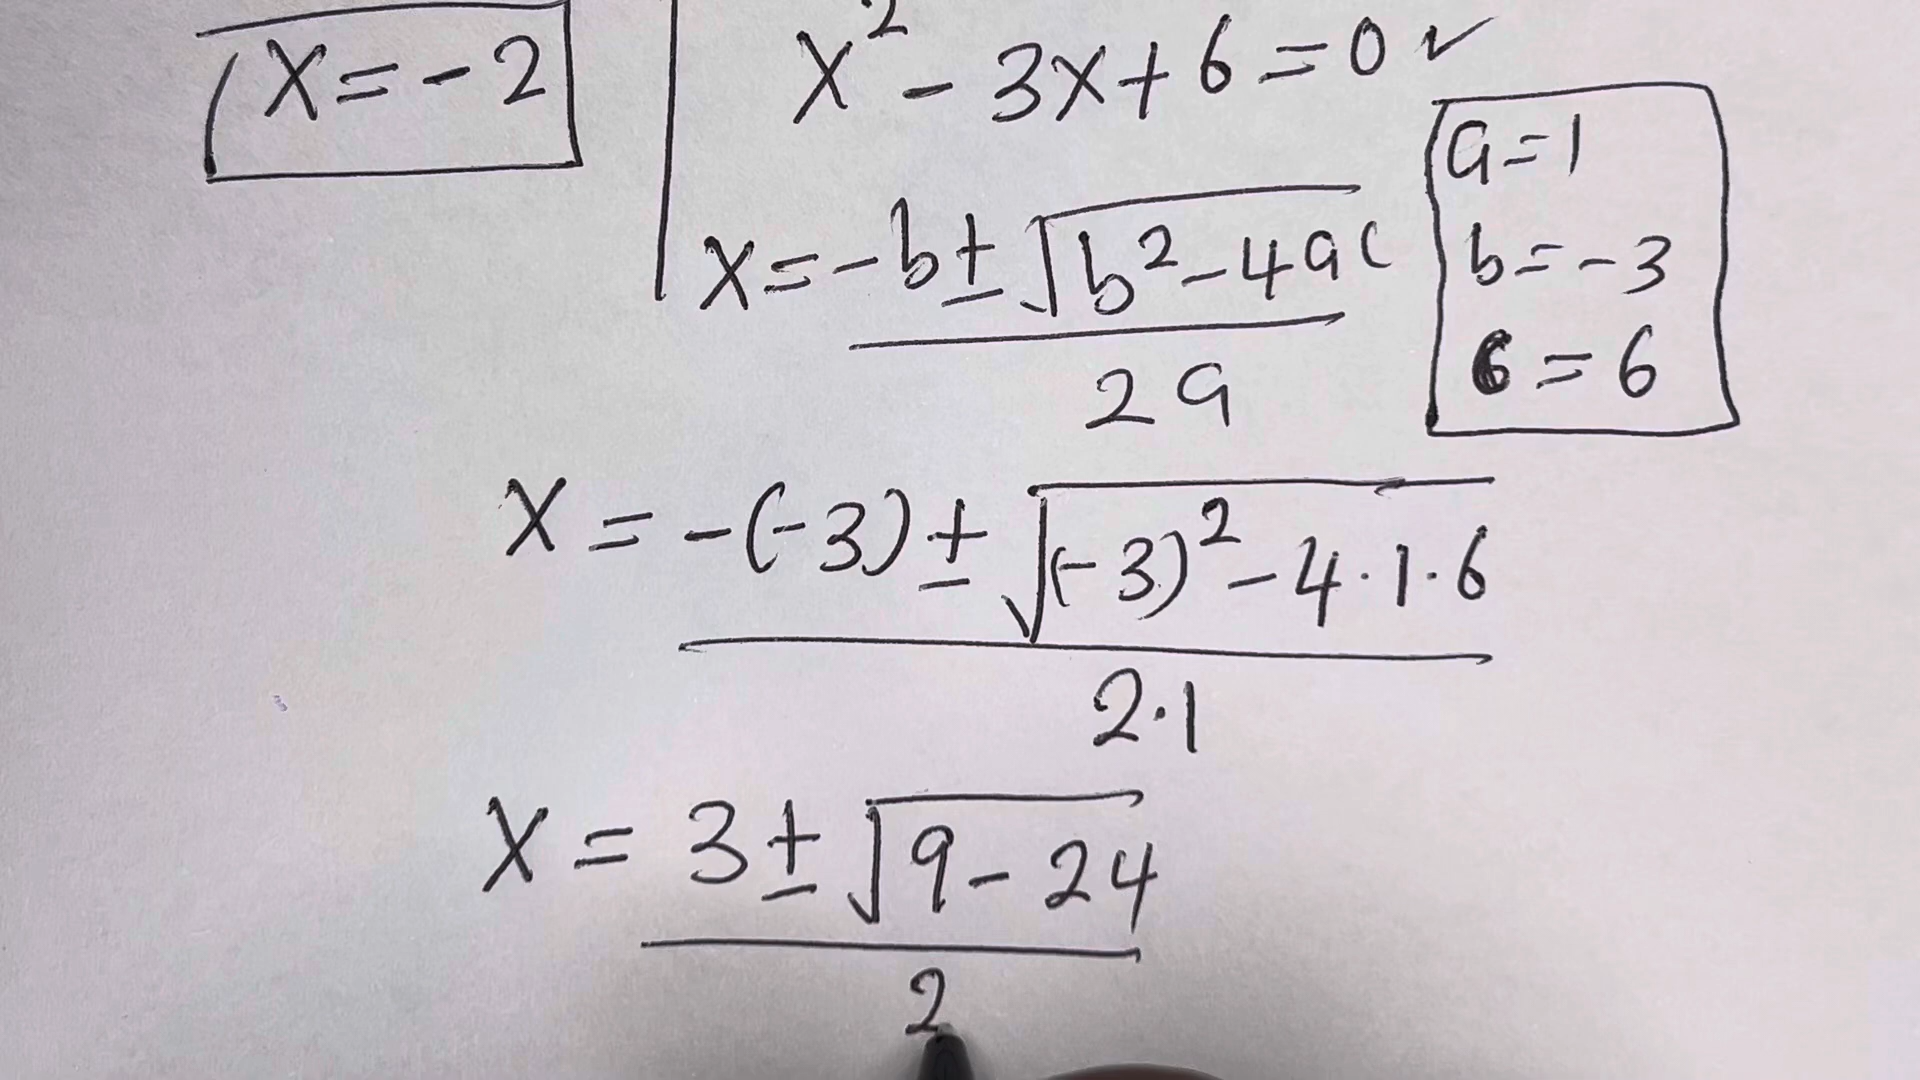 X=-2
x²-3x+6=0✓
a=1
b=-3
c=6
x=-b±√b²-4ac
2a
x=-(-3)±√(-3)²-4·1·6
2·1
x=3±√9-24
2